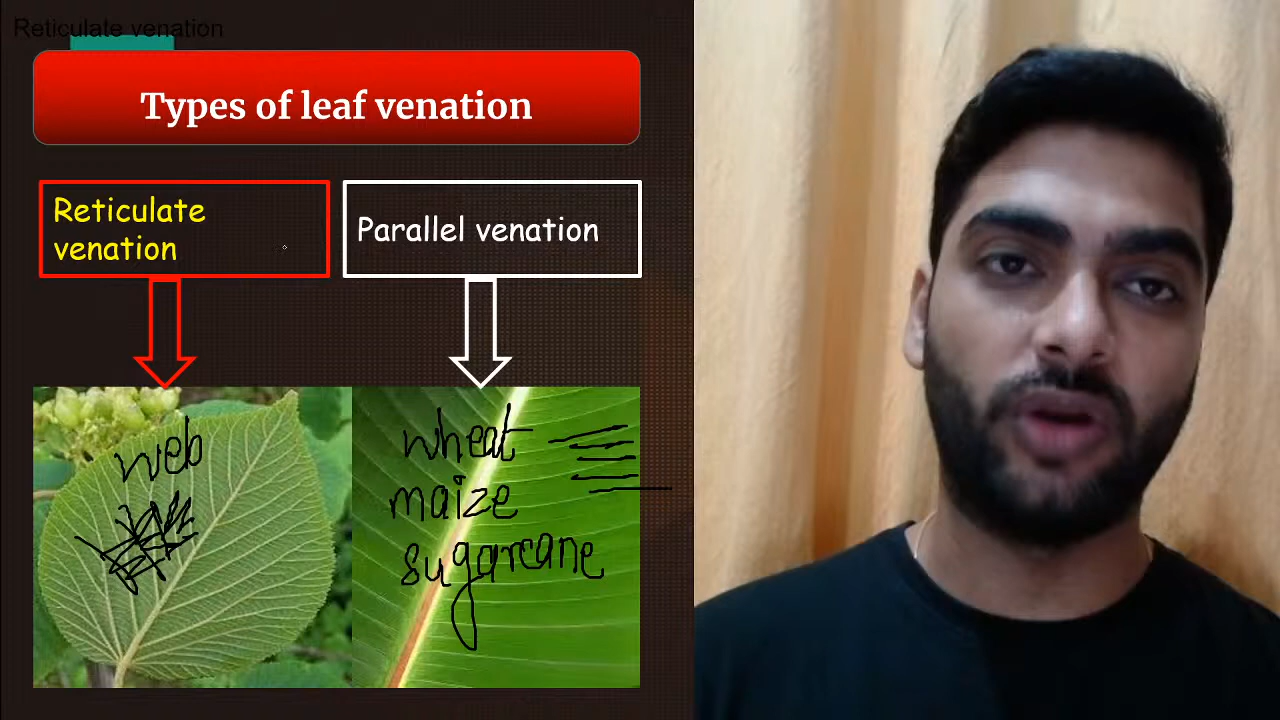 Reticulate venation
Types of leaf venation
Reticulate
venation
Parallel venation
web
wheat
maize
sugarcane